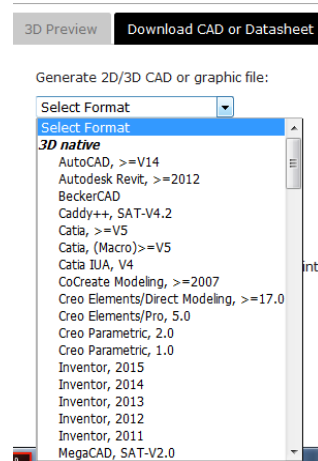 3D Preview
Download CAD or Datasheet
Generate 2D/3D CAD or graphic file:
Select Format
Select Format
3D native
AutoCAD, >=V14
Autodesk Revit, >=2012
BeckerCAD
Caddy++, SAT-V4.2
Catia, >=V5
Catia, (Macro)>=V5
Catia IUA, V4
int
CoCreate Modeling, >=2007
Creo Elements/Direct Modeling, >=17.0
Creo Elements/Pro, 5.0
Creo Parametric, 2.0
Creo Parametric, 1.0
Inventor, 2015
Inventor, 2014
Inventor, 2013
Inventor, 2012
Inventor, 2011
MegaCAD, SAT-V2.0